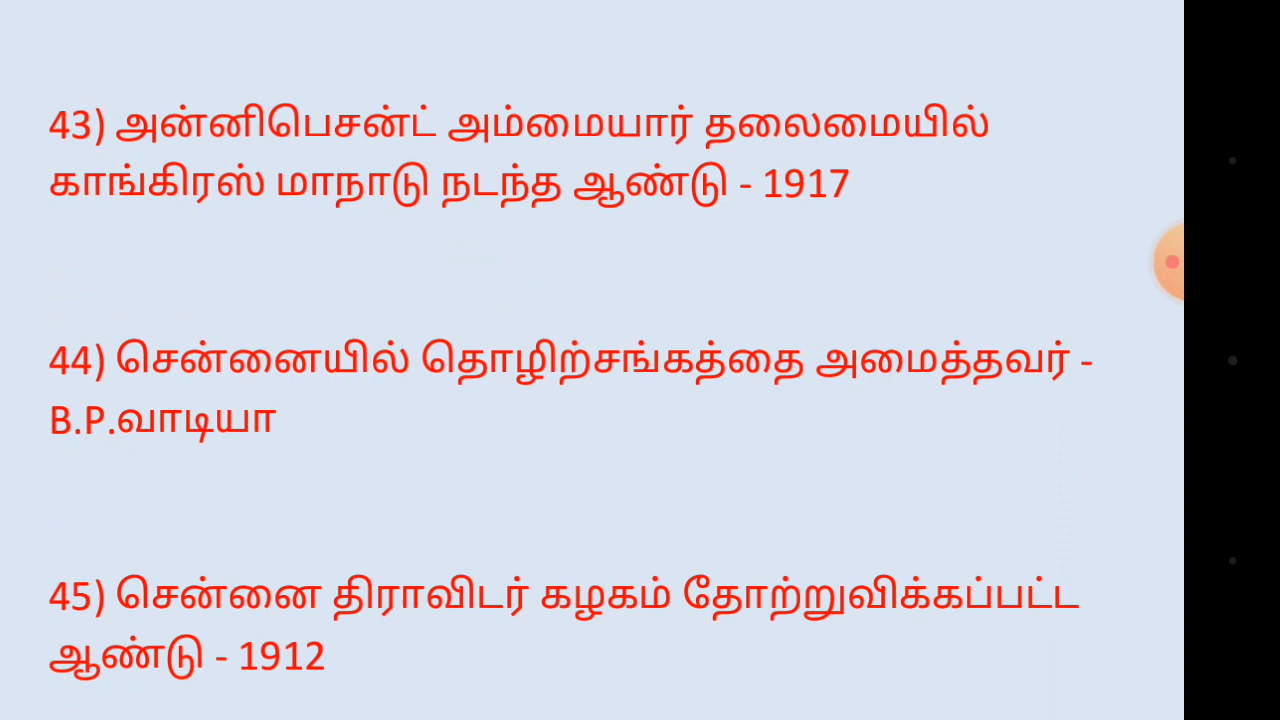 43) அன்னிபெசன்ட் அம்மையார் தலைமையில்
காங்கிரஸ் மாநாடு நடந்த ஆண்டு - 1917
44) சென்னையில் தொழிற்சங்கத்தை அமைத்தவர் -
B.P.வாடியா
45) சென்னை திராவிடர் கழகம் தோற்றுவிக்கப்பட்ட
ஆண்டு - 1912